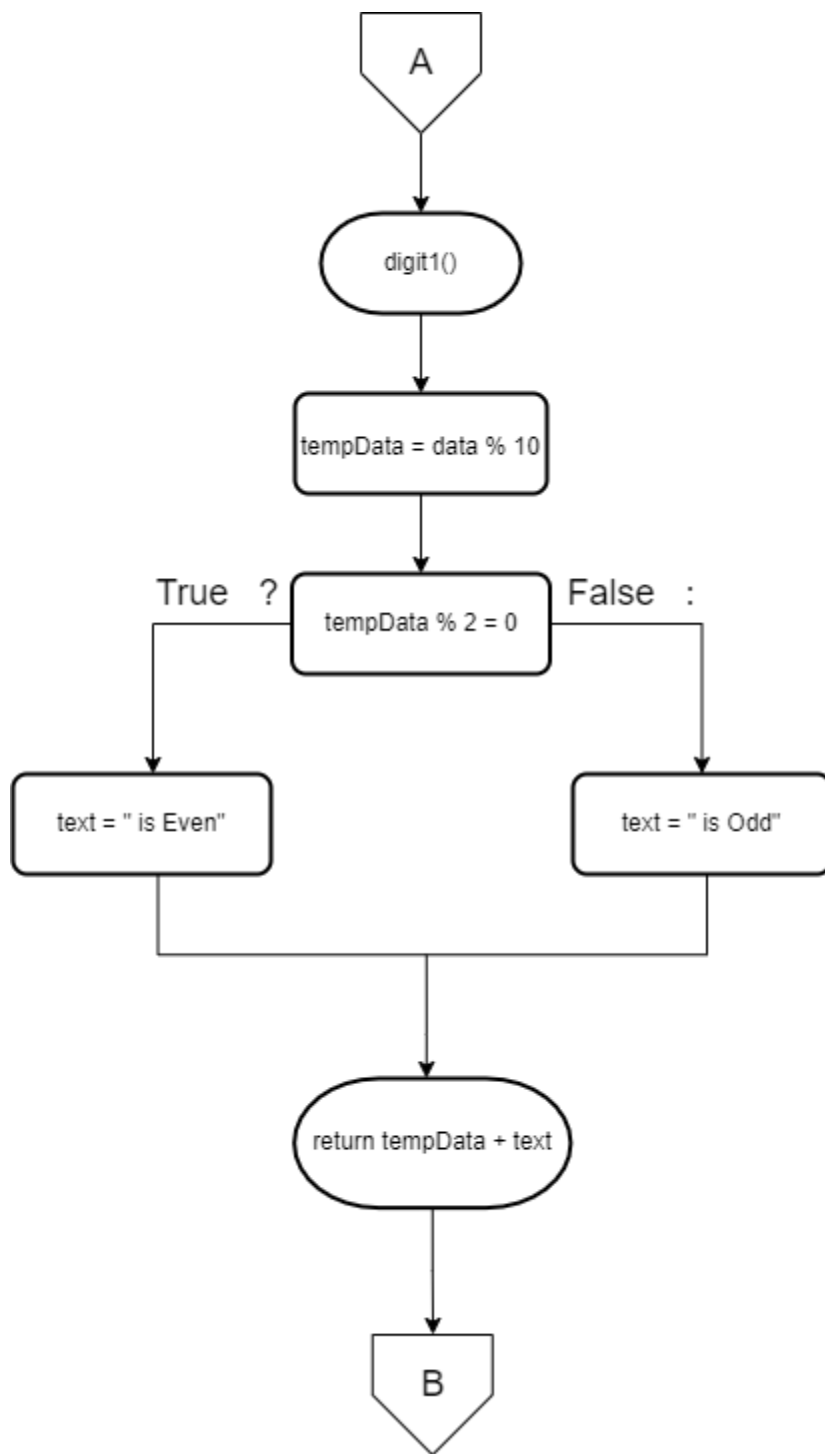 A
digit1()
tempData = data % 10
True ?
tempData % 2 = 0
False :
text = " is Even"
text = " is Odd"
return tempData + text
B